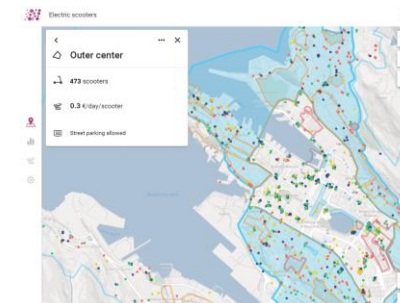 Electric scooters
Outer center
473 scooters
0.3 €/day/scooter
Street parking allowed